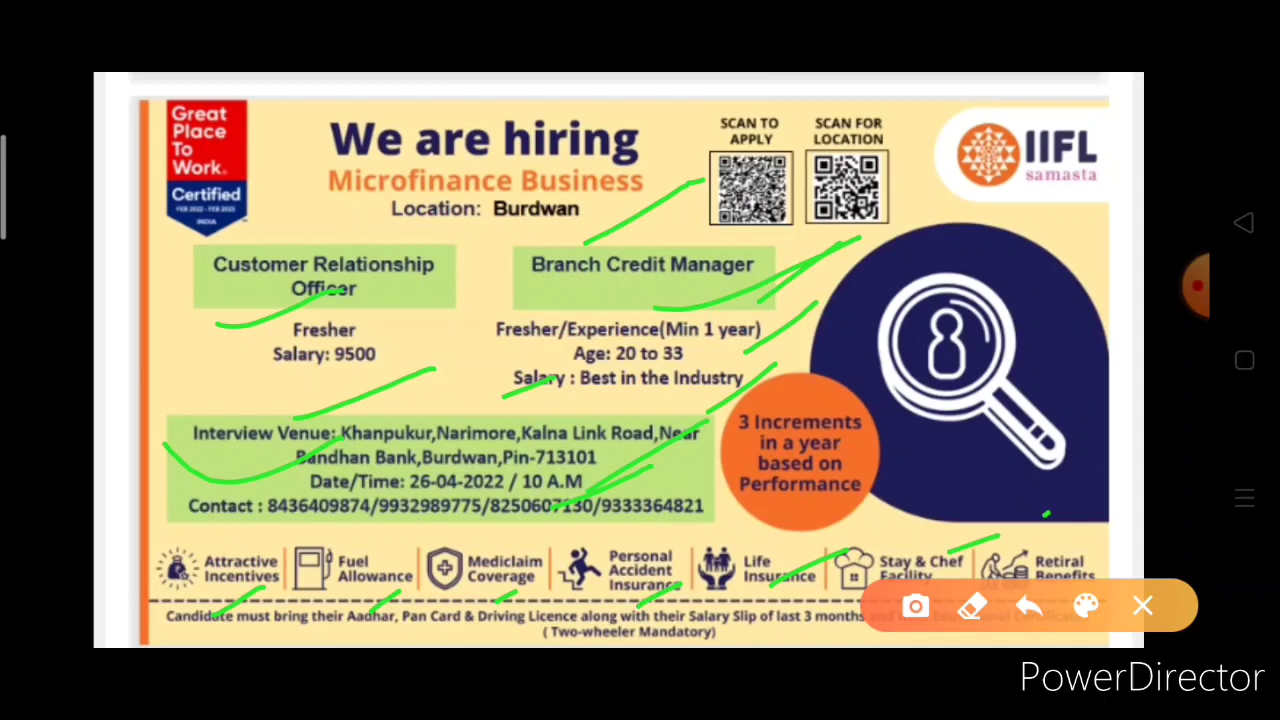 Great
Place
To
Work.
Certified
FEB 2022 - FEB 2023
INDIA
We are hiring
Microfinance Business
Location: Burdwan
SCAN TO
APPLY
SCAN FOR
LOCATION
IIFL
samasta
Customer Relationship
Officer
Fresher
Salary: 9500
Branch Credit Manager
Fresher/Experience(Min 1 year)
Age: 20 to 33
Salary : Best in the Industry
Interview Venue: Khanpukur,Narimore,Kalna Link Road,Near
Bandhan Bank,Burdwan,Pin-713101
Date/Time: 26-04-2022 / 10 A.M
Contact : 8436409874/9932989775/8250607130/9333364821
3 Increments
in a year
based on
Performance
Attractive
Incentives
Fuel
Allowance
Mediclaim
Coverage
Personal
Accident
Insurance
Life
Insurance
Stay & Chef
Facility
Retiral
Benefits
Candidate must bring their Aadhar, Pan Card & Driving Licence along with their Salary Slip of last 3 months
( Two-wheeler Mandatory)
PowerDirector